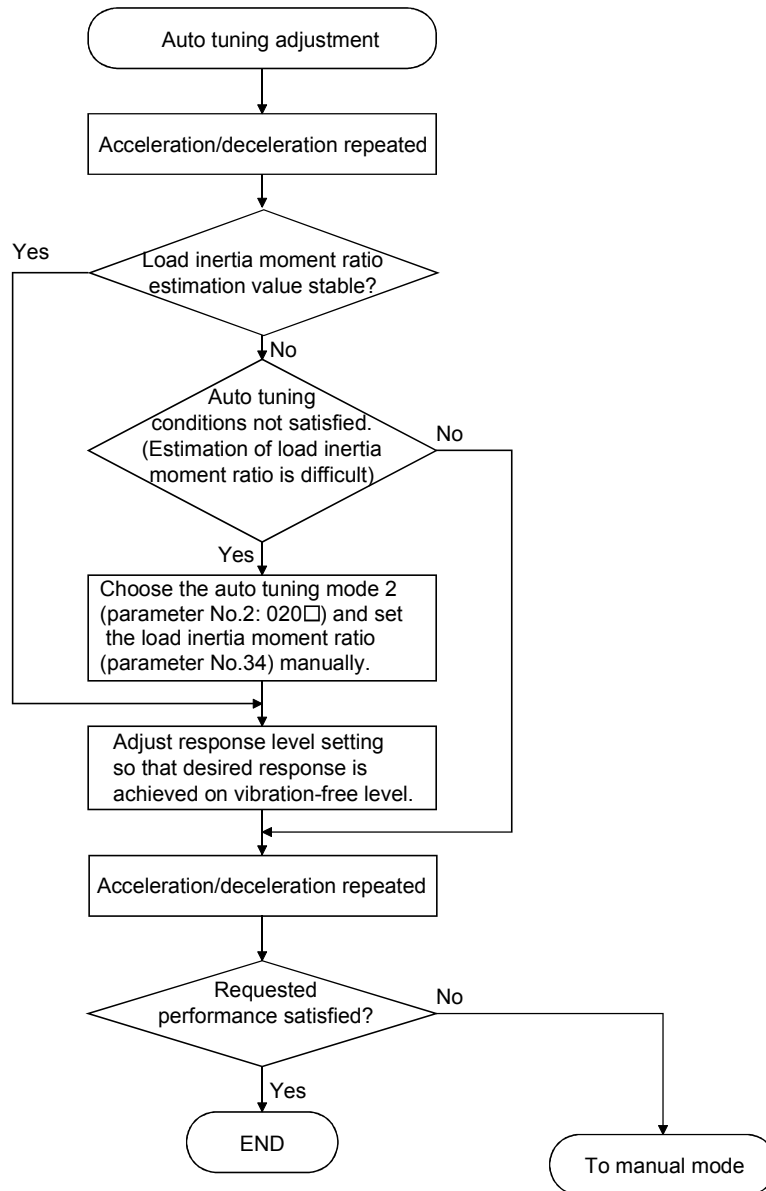 Auto tuning adjustment
Acceleration/deceleration repeated
Yes
Load inertia moment ratio
estimation value stable?
No
Auto tuning
conditions not satisfied.
(Estimation of load inertia
moment ratio is difficult)
No
Yes
Choose the auto tuning mode 2
(parameter No.2: 020□) and set
the load inertia moment ratio
(parameter No.34) manually.
Adjust response level setting
so that desired response is
achieved on vibration-free level.
Acceleration/deceleration repeated
Requested
performance satisfied?
No
Yes
END
To manual mode